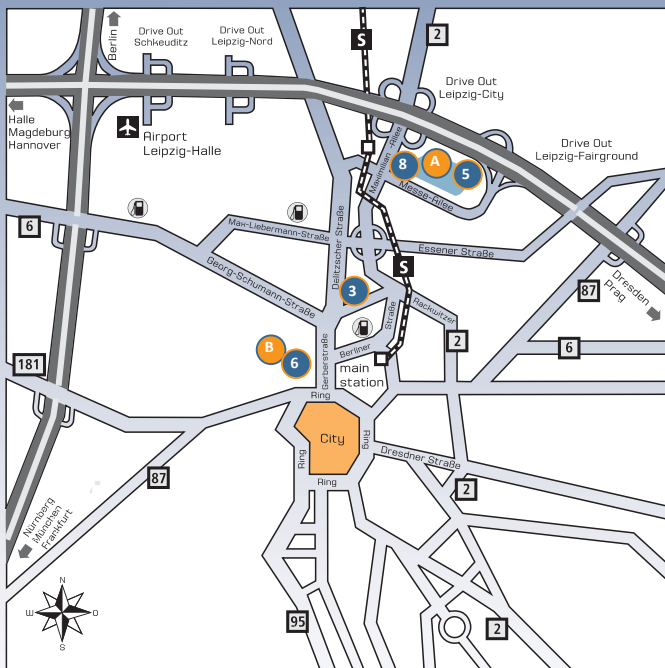 Berlin
Drive Out
Schkeuditz
Drive Out
Leipzig-Nord
S
2
Drive Out
Leipzig-City
Halle
Magdeburg
Hannover
Airport
Leipzig-Halle
Drive Out
Leipzig-Fairground
Maximilian-Allee
8
A
5
Messe-Allee
6
Max-Liebermann-Straße
Delitzscher Straße
Essener Straße
Georg-Schumann-Straße
S
Dresden
Prag
87
3
Rackwitzer
Straße
Berliner
Gerberstraße
2
6
B
6
181
main
station
Ring
City
Ring
Ring
Ring
Dresdner Straße
87
2
Nürnberg
München
Frankfurt
N
W
O
S
95
2